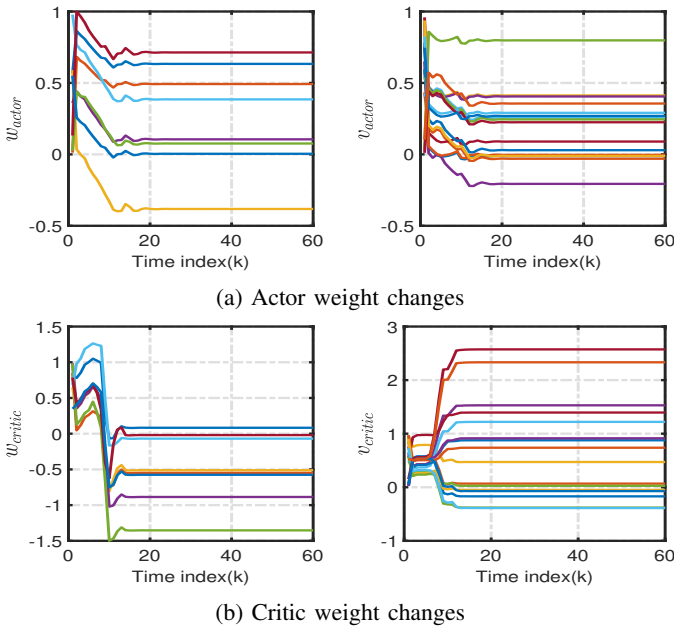 1
0.5
0
-0.5
w_actor
0 20 40 60
Time index(k)
1
0.5
0
-0.5
v_actor
0 20 40 60
Time index(k)
(a) Actor weight changes
1.5
1
0.5
0
-0.5
-1
-1.5
w_critic
0 20 40 60
Time index(k)
3
2
1
0
-1
v_critic
0 20 40 60
Time index(k)
(b) Critic weight changes